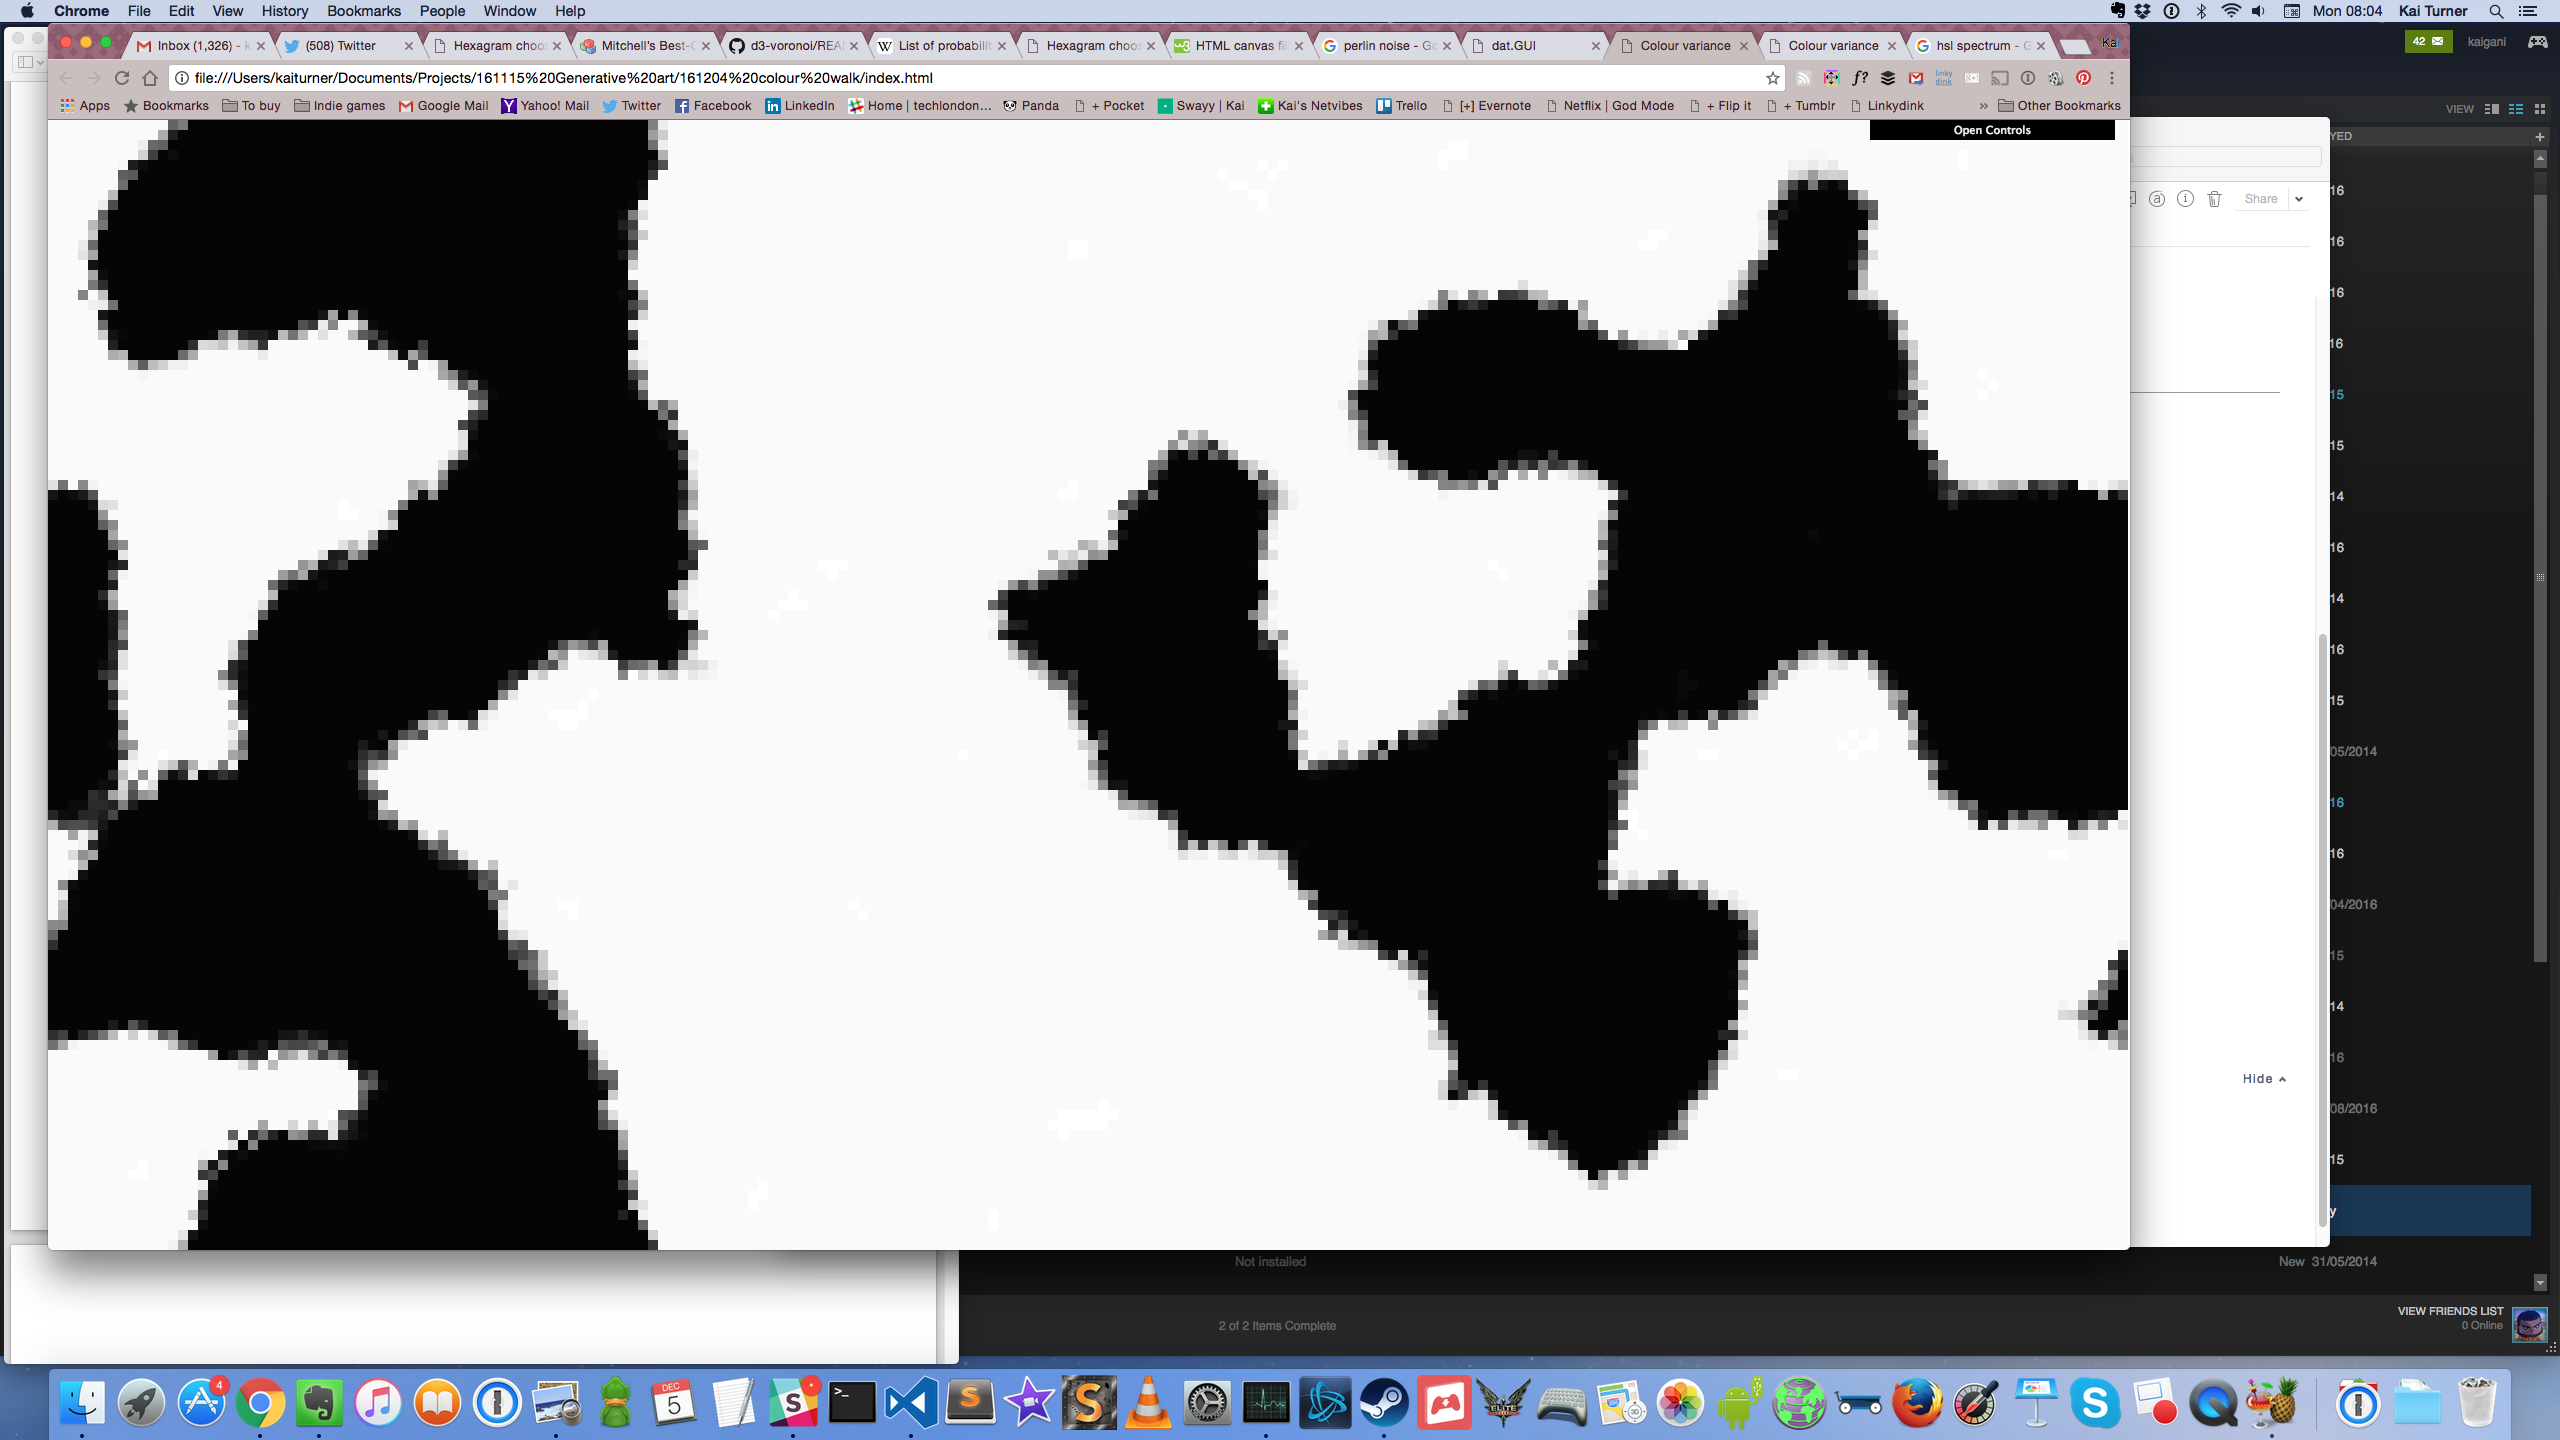 Chrome File Edit View History Bookmarks People Window Help
Mon 08:04 Kai Turner
Inbox (1,326) - k
(508) Twitter
Hexagram choo
Mitchell's Best-C
d3-voronoi/REA
List of probabilit
Hexagram choo
HTML canvas fil
perlin noise - Go
dat.GUI
Colour variance
Colour variance
hsl spectrum - G
Kai
file:///Users/kaiturner/Documents/Projects/161115%20Generative%20art/161204%20colour%20walk/index.html
Apps Bookmarks To buy Indie games Google Mail Yahoo! Mail Twitter Facebook LinkedIn Home | techlondon... Panda + Pocket Swayy | Kai Kai's Netvibes Trello [+] Evernote Netflix | God Mode + Flip it + Tumblr Linkydink » Other Bookmarks
Open Controls
42 kaigani
VIEW
YED +
Share
16
16
16
16
15
15
14
16
14
16
15
05/2014
16
16
04/2016
15
14
16
Hide
08/2016
15
y
Not installed
New 31/05/2014
2 of 2 Items Complete
VIEW FRIENDS LIST
0 Online
4
DEC
5